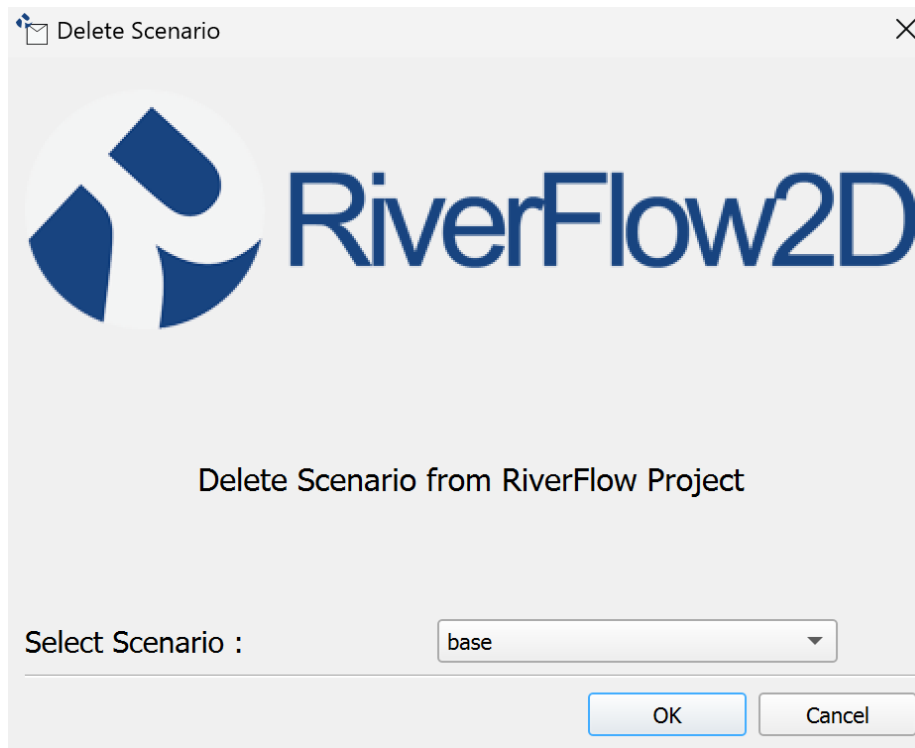 Delete Scenario
RiverFlow2D
Delete Scenario from RiverFlow Project
Select Scenario :
base
OK
Cancel